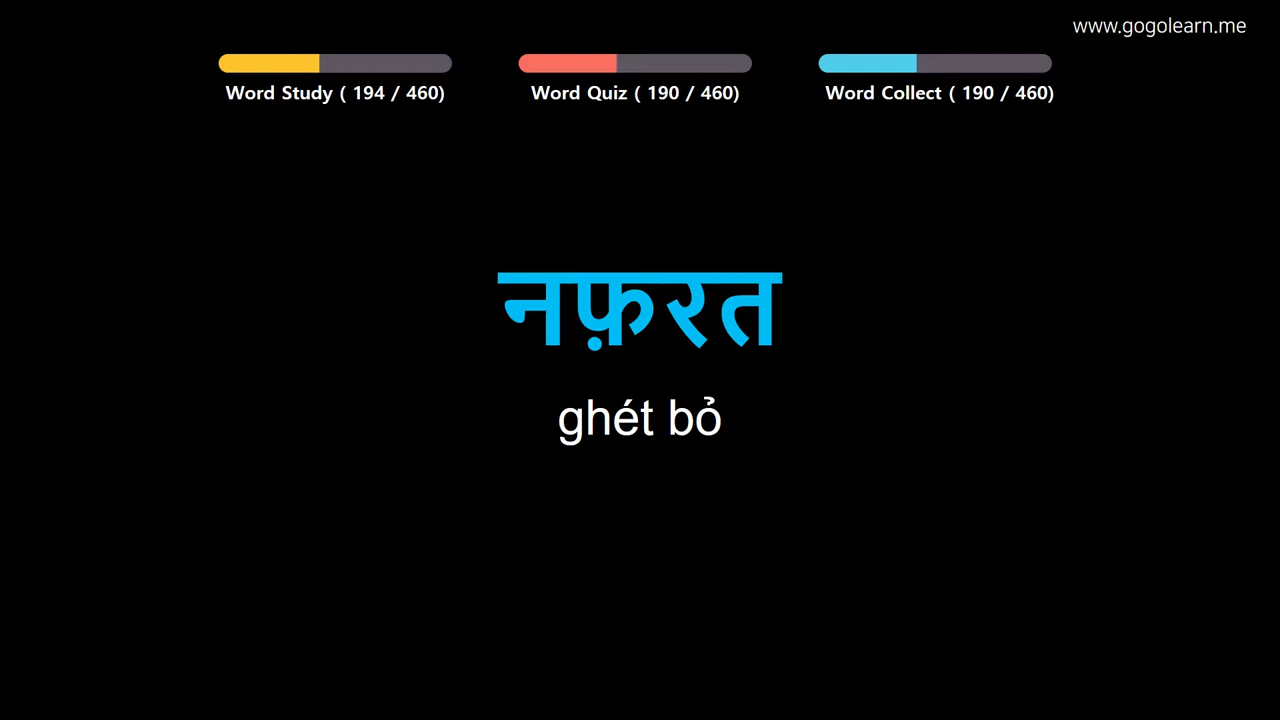 www.gogolearn.me
Word Study ( 194 / 460)
Word Quiz ( 190 / 460)
Word Collect ( 190 / 460)
नफ़रत
ghét bỏ